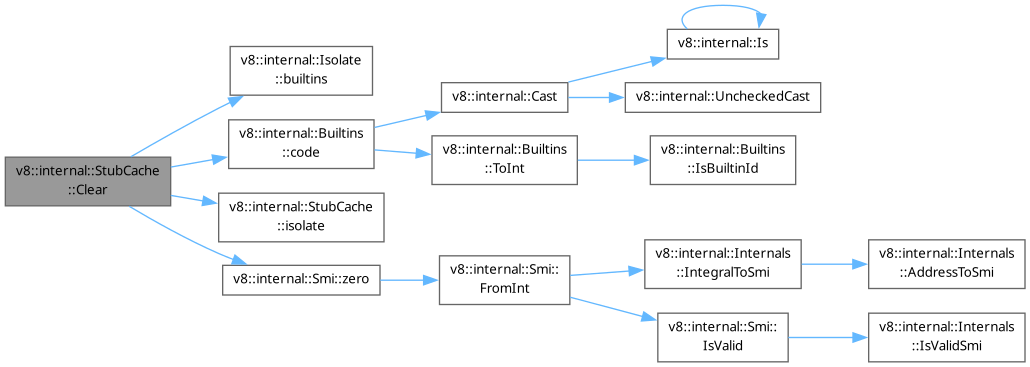 v8::internal::StubCache
::Clear
v8::internal::Isolate
::builtins
v8::internal::Builtins
::code
v8::internal::StubCache
::isolate
v8::internal::Smi::zero
v8::internal::Cast
v8::internal::Builtins
::ToInt
v8::internal::Smi::
FromInt
v8::internal::Is
v8::internal::UncheckedCast
v8::internal::Builtins
::IsBuiltinId
v8::internal::Internals
::IntegralToSmi
v8::internal::Smi::
IsValid
v8::internal::Internals
::AddressToSmi
v8::internal::Internals
::IsValidSmi